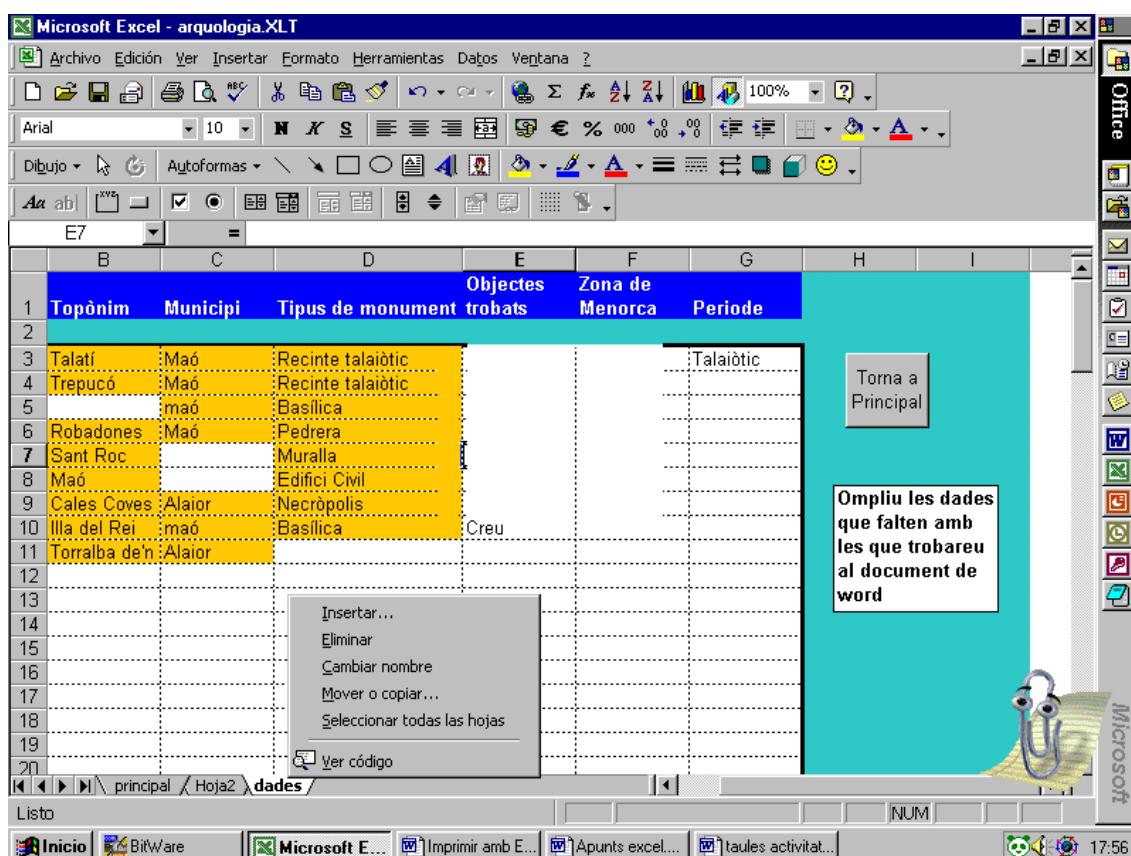 Microsoft Excel - arquologia.XLT
Archivo Edición Ver Insertar Formato Herramientas Datos Ventana ?
100%
Arial 10 N K S € % 000
Dibujo Autoformas
Aa ab| xyz
E7 =
B C D E F G H I
1 Topònim Municipi Tipus de monument Objectes trobats Zona de Menorca Periode
2
3 Talatí Maó Recinte talaiòtic Talaiòtic
4 Trepucó Maó Recinte talaiòtic
5 maó Basílica
6 Robadones Maó Pedrera
7 Sant Roc Muralla
8 Maó Edifici Civil
9 Cales Coves Alaior Necròpolis
10 Illa del Rei maó Basílica Creu
11 Torralba de'n Alaior
12
13
14
15
16
17
18
19
20
Torna a
Principal
Ompliu les dades
que falten amb
les que trobareu
al document de
word
Insertar...
Eliminar
Cambiar nombre
Mover o copiar...
Seleccionar todas las hojas
Ver código
principal Hoja2 dades
Listo NUM
Inicio BitWare Microsoft E... Imprimir amb E... Apunts excel.... taules activitat... 17:56
Office
Microsoft